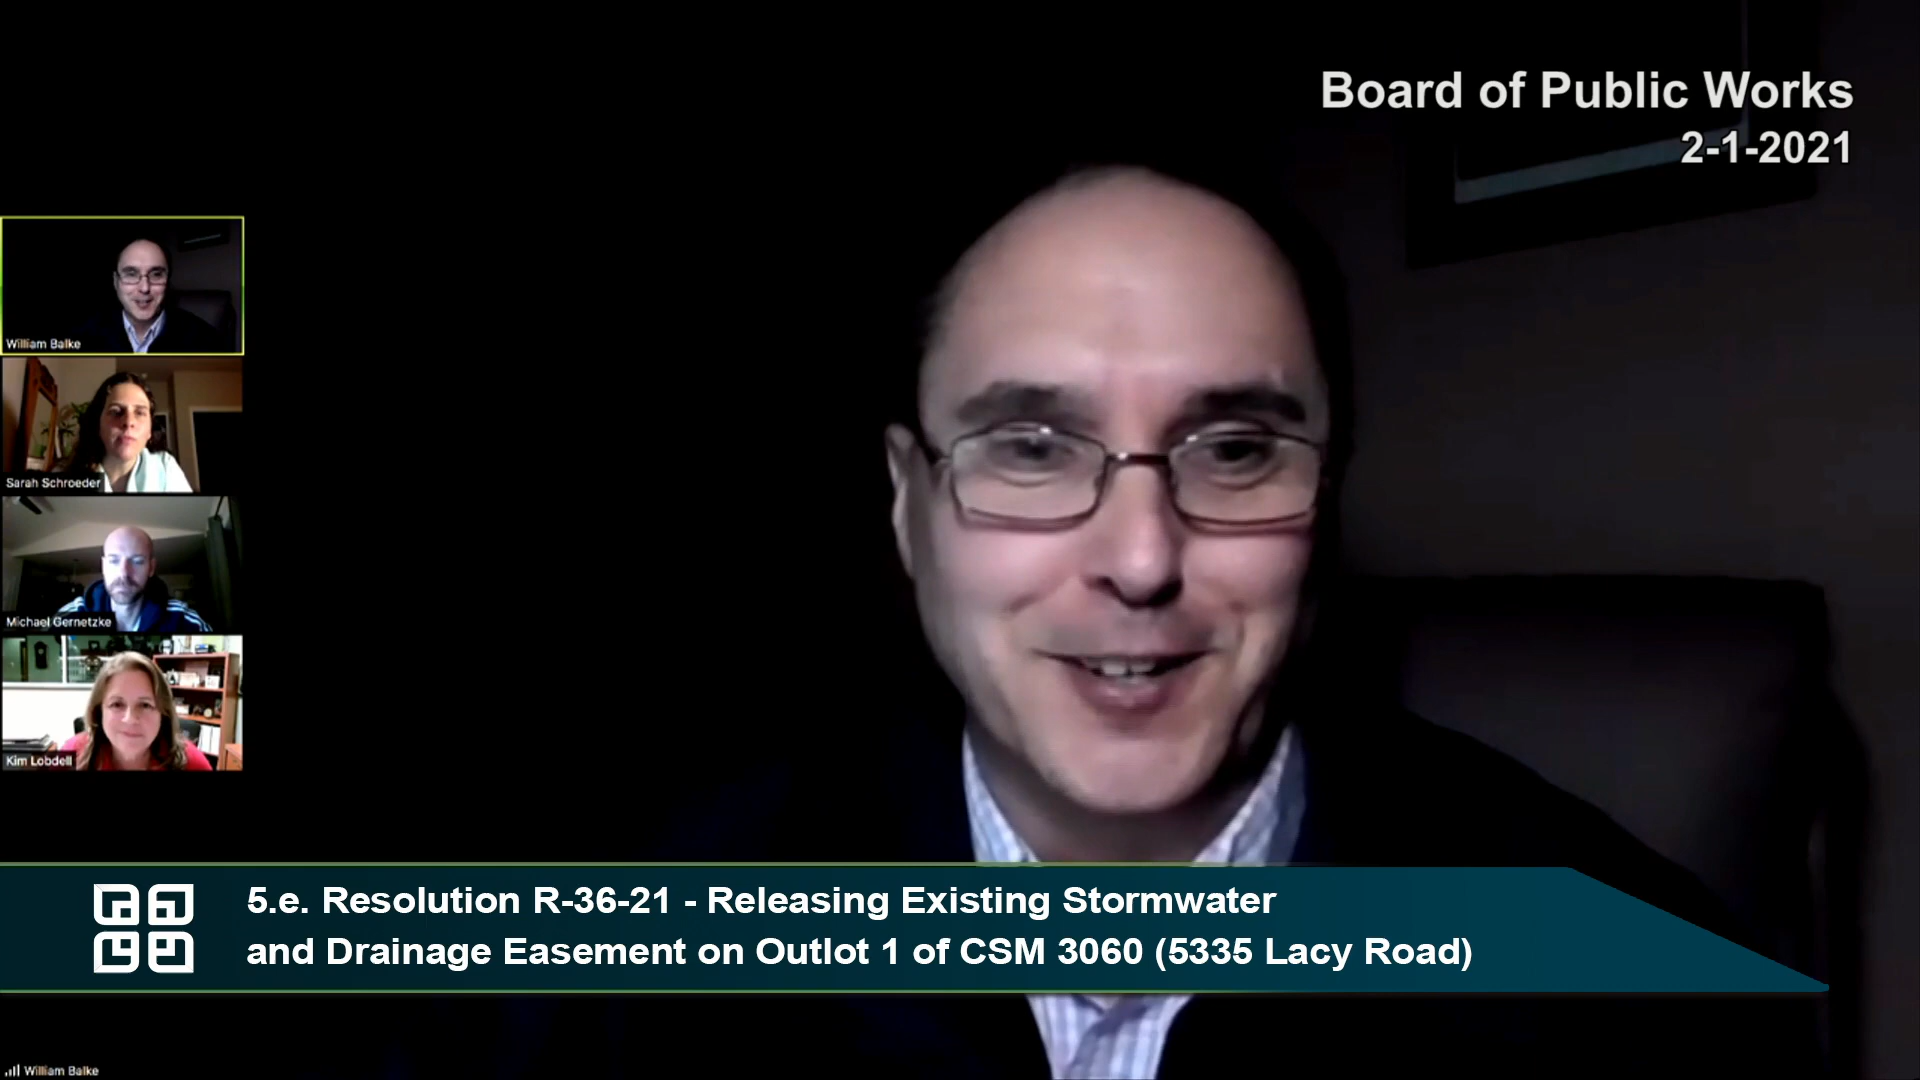 Board of Public Works
2-1-2021
William Balke
Sarah Schroeder
Michael Gernetzke
Kim Lobdell
5.e. Resolution R-36-21 - Releasing Existing Stormwater
and Drainage Easement on Outlot 1 of CSM 3060 (5335 Lacy Road)
William Balke